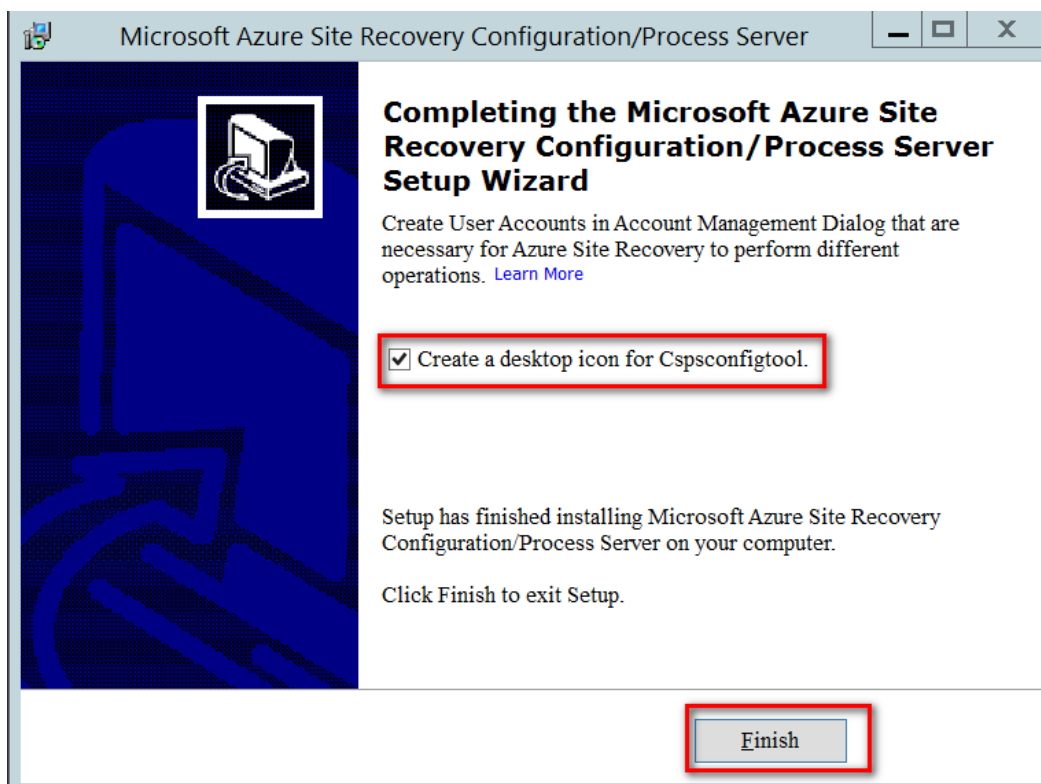 Microsoft Azure Site Recovery Configuration/Process Server
Completing the Microsoft Azure Site
Recovery Configuration/Process Server
Setup Wizard
Create User Accounts in Account Management Dialog that are
necessary for Azure Site Recovery to perform different
operations. Learn More
Create a desktop icon for Cspsconfigtool.
Setup has finished installing Microsoft Azure Site Recovery
Configuration/Process Server on your computer.
Click Finish to exit Setup.
Finish